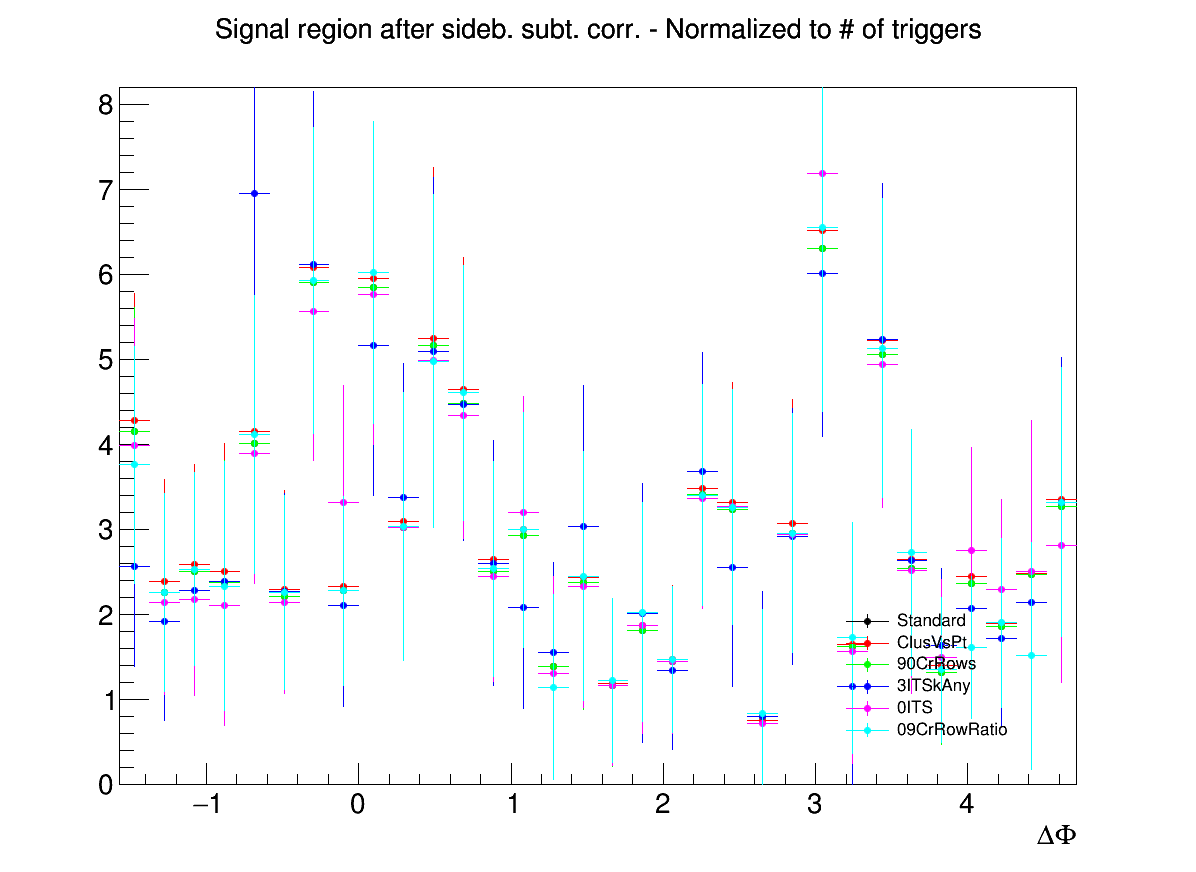 Signal region after sideb. subt. corr. - Normalized to # of triggers
8
7
6
5
4
3
2
1
0
Standard
ClusVsPt
90CrRows
3ITSkAny
0ITS
09CrRowRatio
−1 0 1 2 3 4
ΔΦ